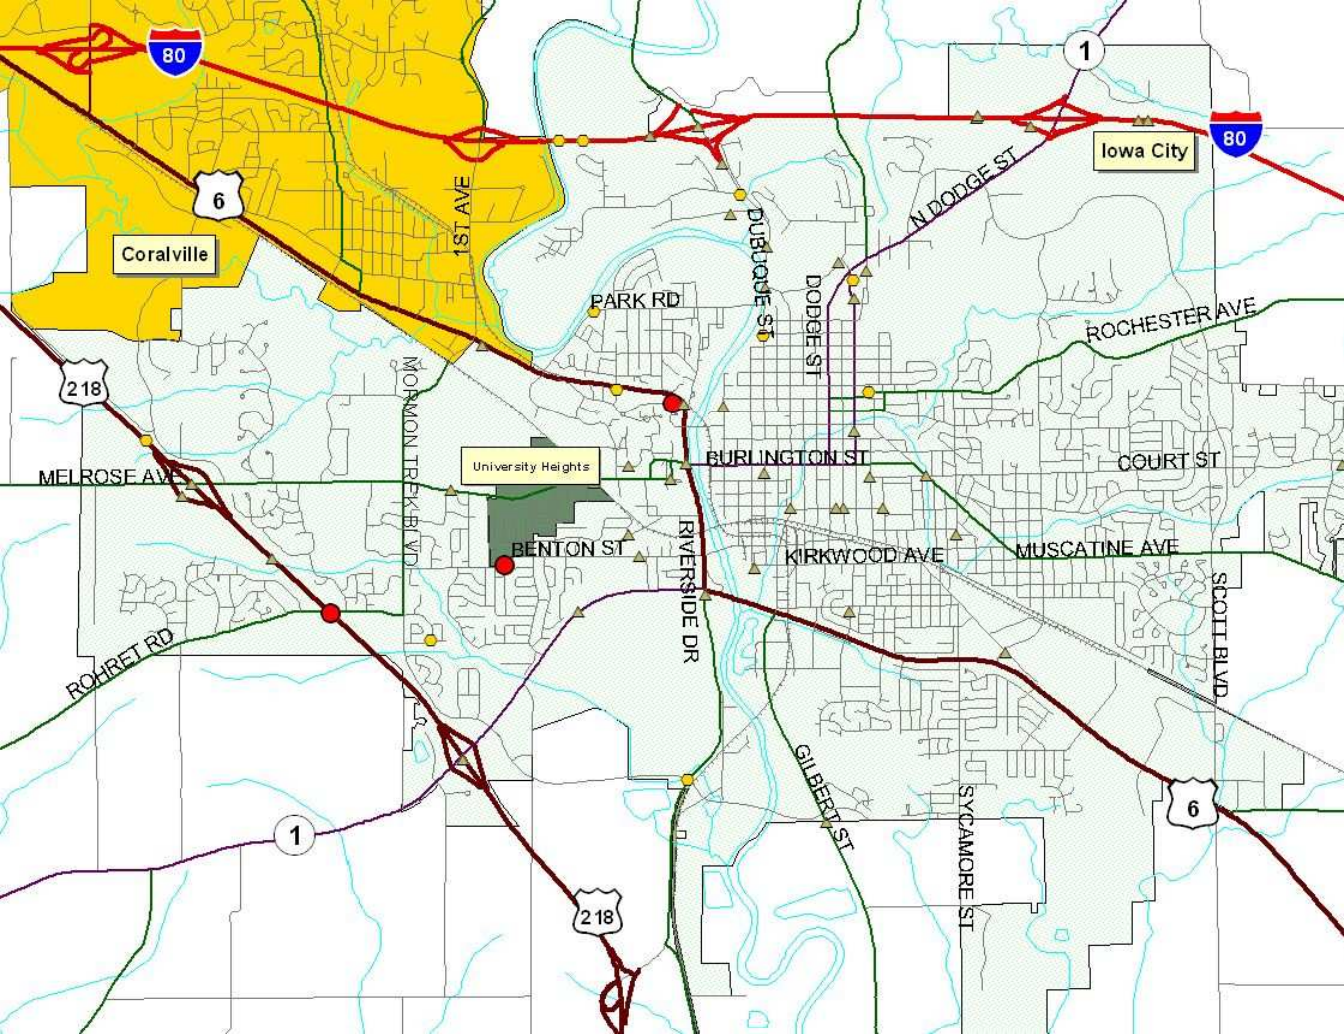 80
1
Iowa City
80
N DODGE ST
6
1ST AVE
Coralville
DUBUQUE ST
PARK RD
DODGE ST
ROCHESTER AVE
218
MORMON TREK BLVD
University Heights
MELROSE AVE
BURLINGTON ST
COURT ST
BENTON ST
RIVERSIDE DR
KIRKWOOD AVE
MUSCATINE AVE
SCOTT BLVD
ROHRET RD
GILBERT ST
SYCAMORE ST
6
1
218